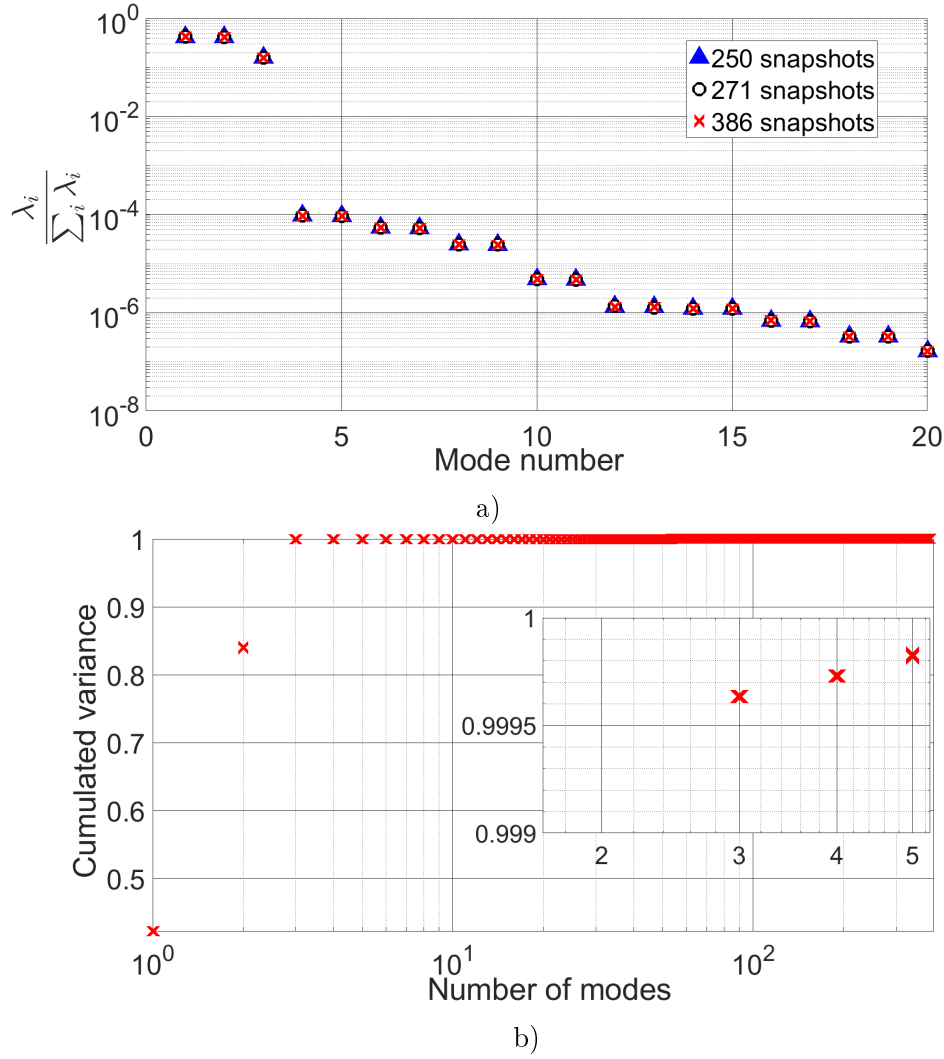 10^0
10^-2
10^-4
10^-6
10^-8
λ_i / ∑_i λ_i
250 snapshots
271 snapshots
386 snapshots
0 5 10 15 20
Mode number
a)
1
0.9
0.8
0.7
0.6
0.5
Cumulated variance
1
0.9995
0.999
2 3 4 5
10^0 10^1 10^2
Number of modes
b)